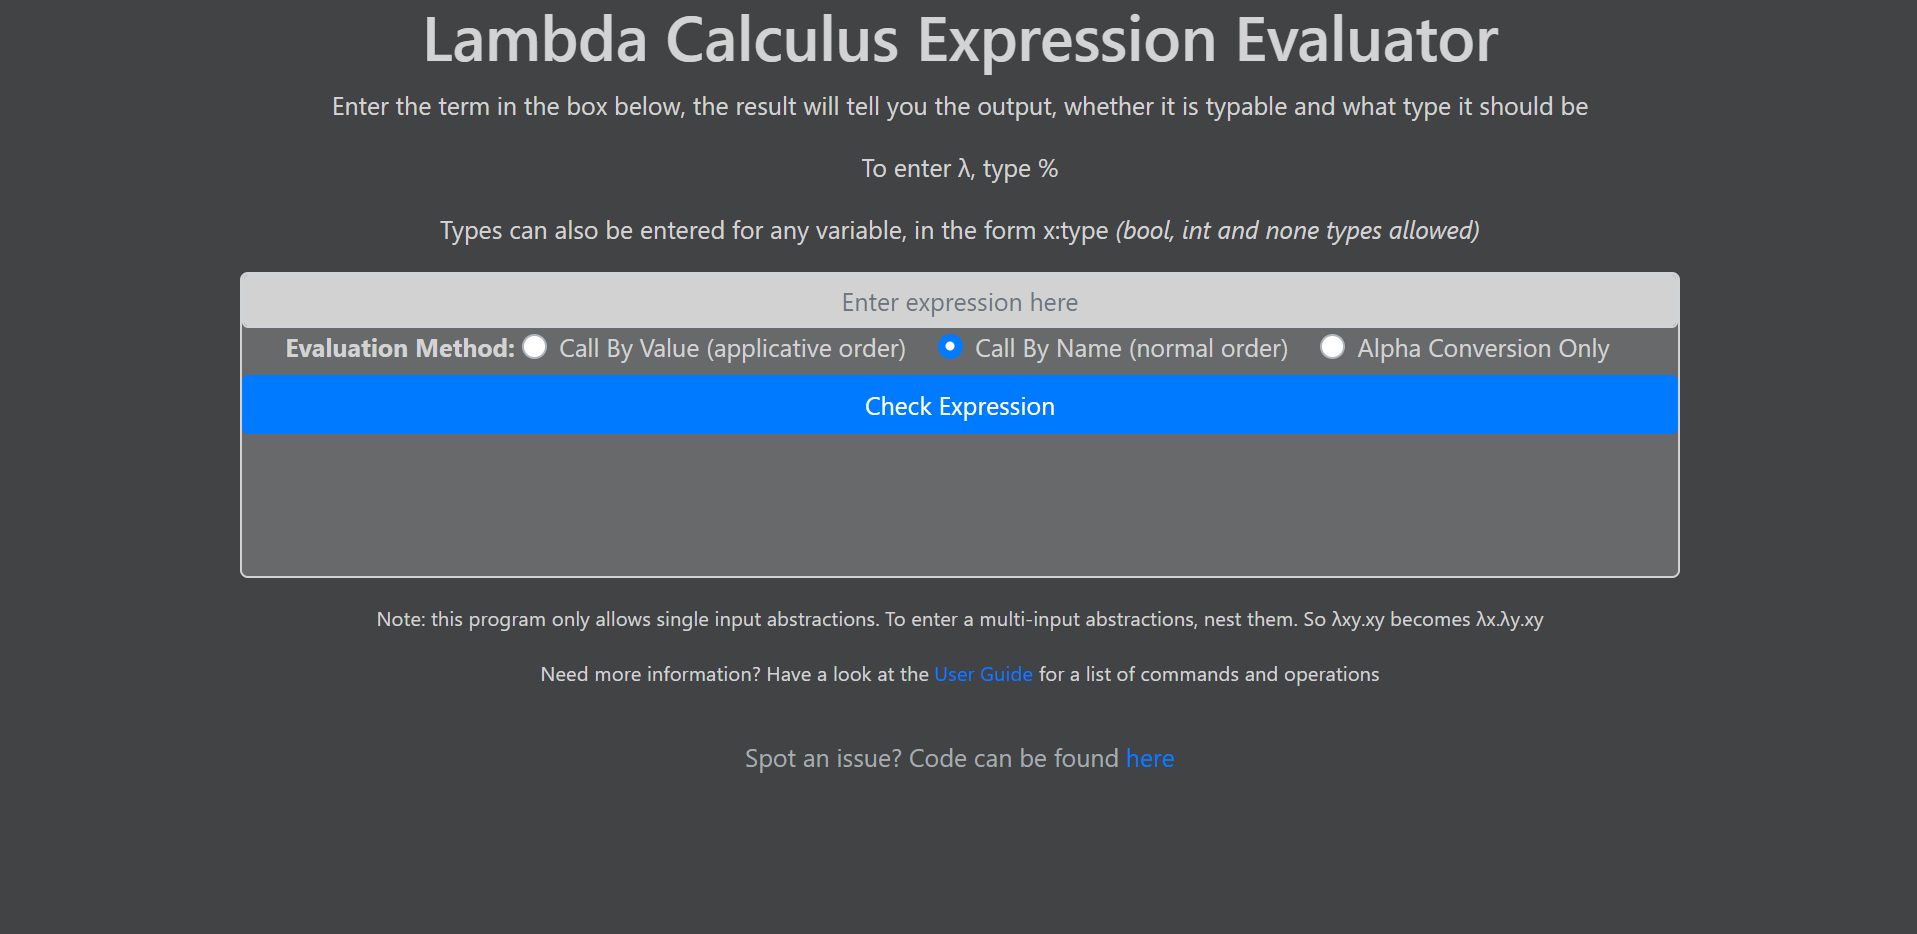 Lambda Calculus Expression Evaluator
Enter the term in the box below, the result will tell you the output, whether it is typable and what type it should be
To enter λ, type %
Types can also be entered for any variable, in the form x:type (bool, int and none types allowed)
Enter expression here
Evaluation Method: Call By Value (applicative order) Call By Name (normal order) Alpha Conversion Only
Check Expression
Note: this program only allows single input abstractions. To enter a multi-input abstractions, nest them. So λxy.xy becomes λx.λy.xy
Need more information? Have a look at the User Guide for a list of commands and operations
Spot an issue? Code can be found here